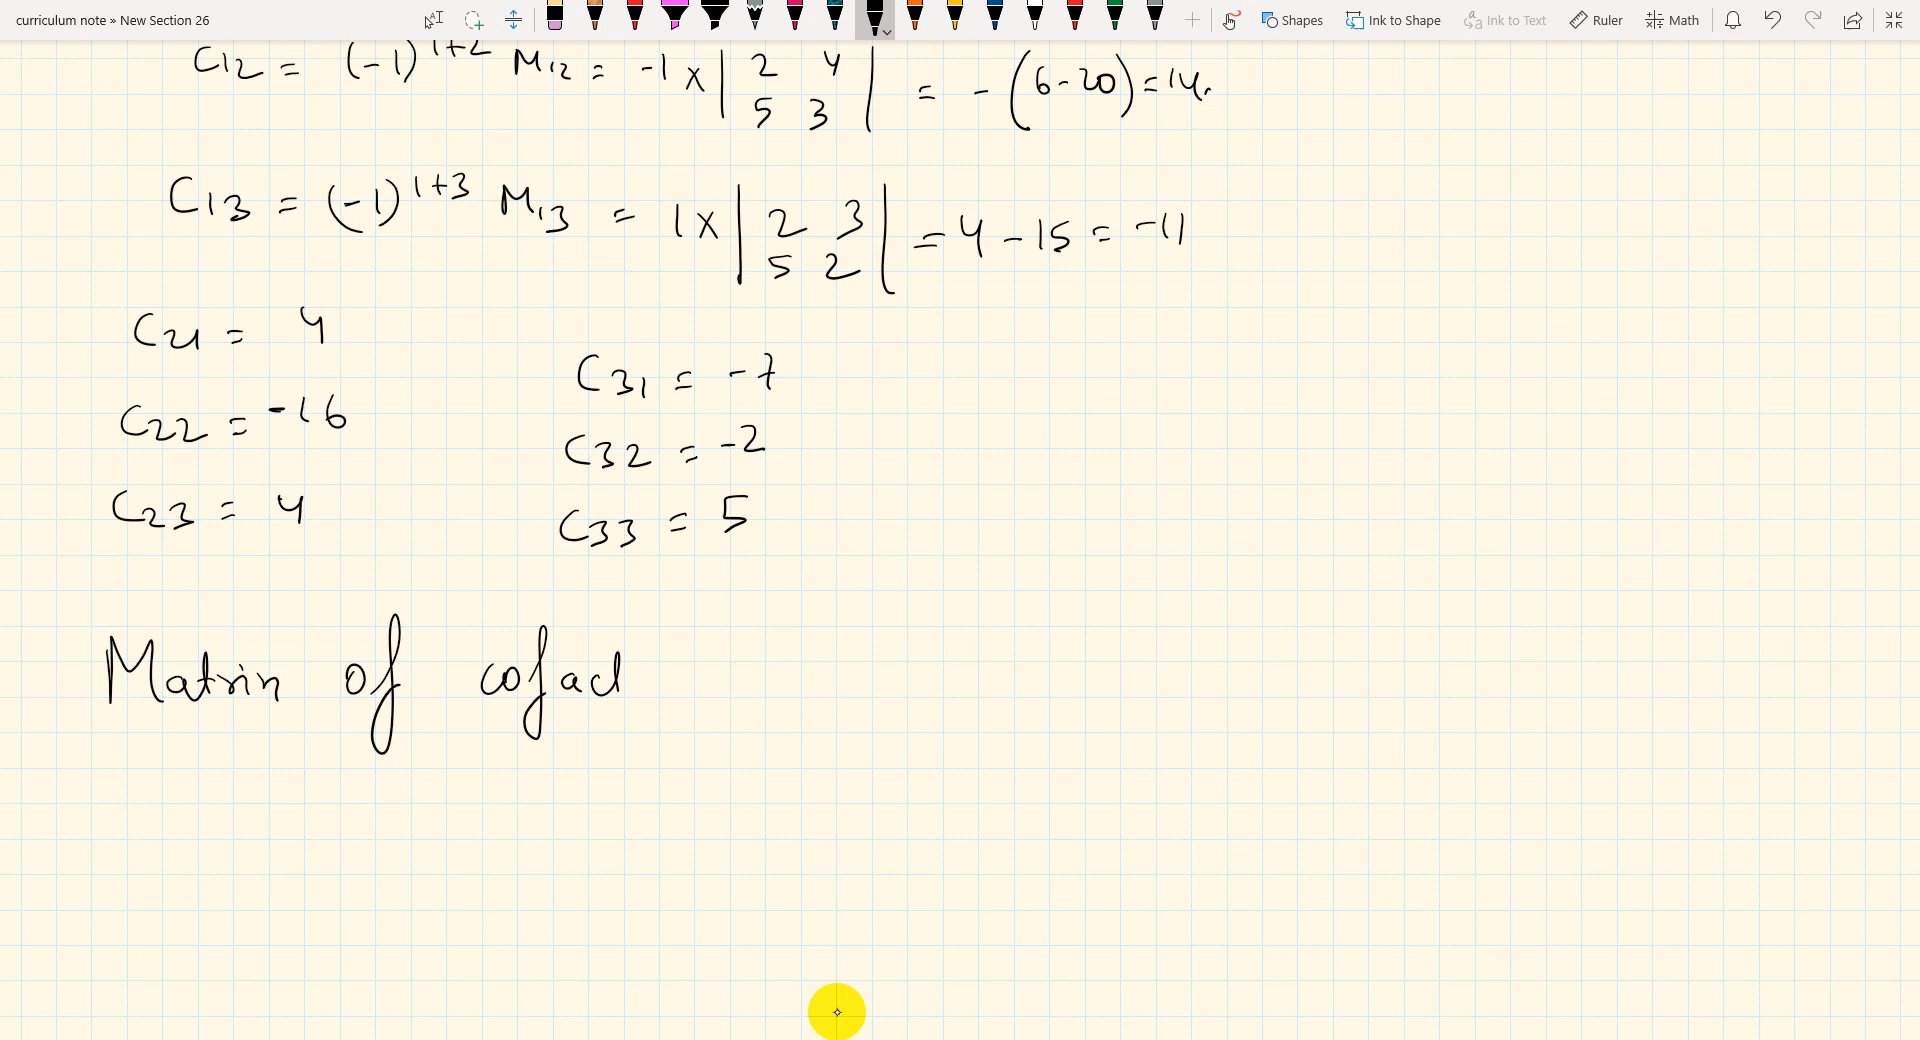 curriculum note » New Section 26
Shapes Ink to Shape Ink to Text Ruler Math
C12 = (-1)^1+2 M12 = -1 x | 2 4 | = - (6-20) = 14.
5 3
C13 = (-1)^1+3 M13 = 1 x | 2 3 | = 4 - 15 = -11
5 2
C21 = 4
C31 = -7
C22 = -16
C32 = -2
C23 = 4
C33 = 5
Matrix of cofact